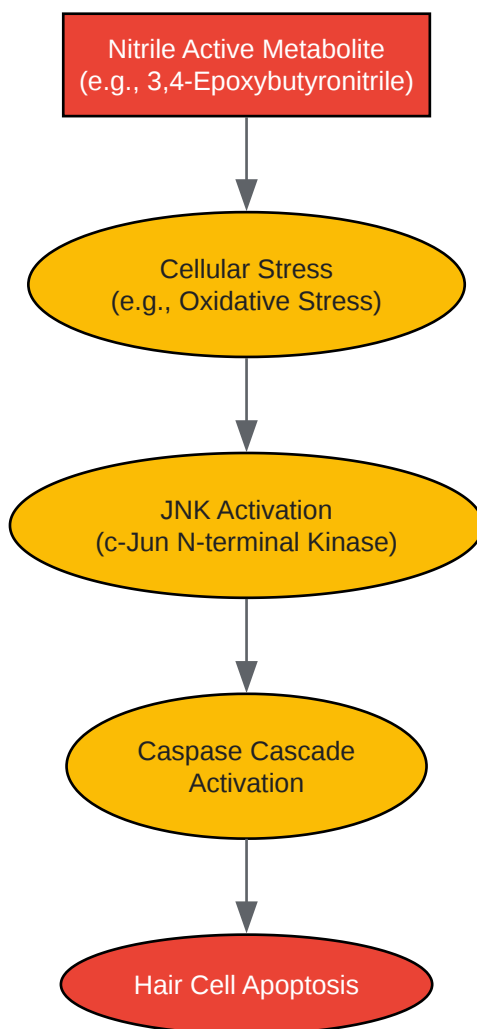 Nitrile Active Metabolite
(e.g., 3,4-Epoxybutyronitrile)
Cellular Stress
(e.g., Oxidative Stress)
JNK Activation
(c-Jun N-terminal Kinase)
Caspase Cascade
Activation
Hair Cell Apoptosis